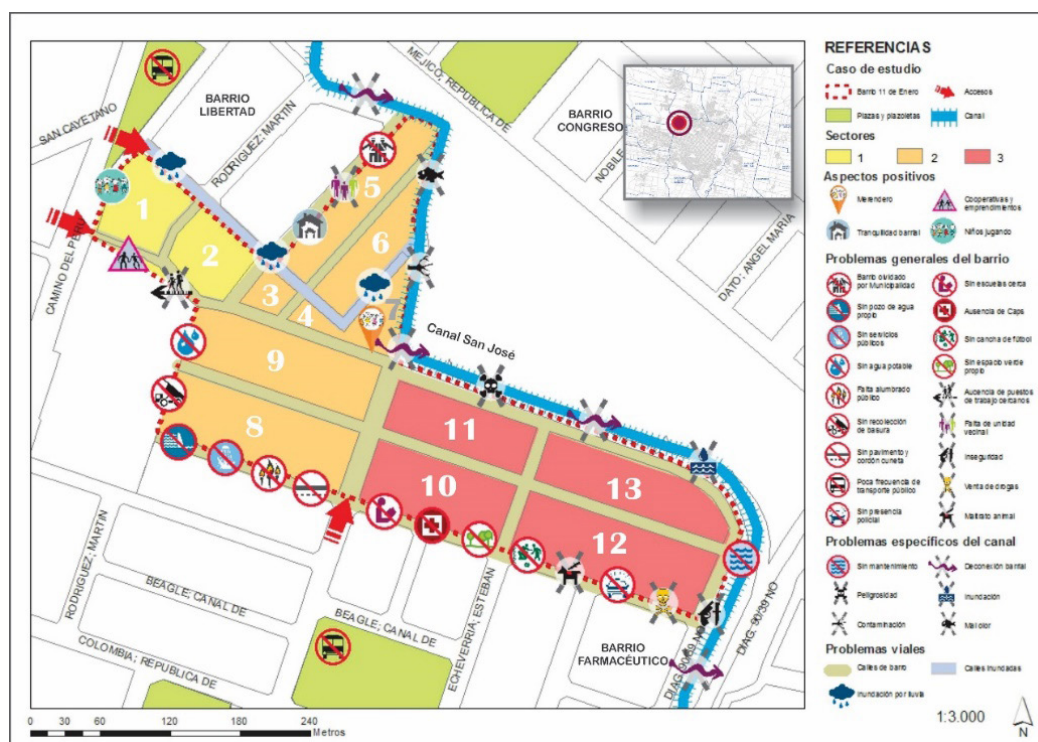 SAN CAYETANO
BARRIO
LIBERTAD
RODRIGUEZ; MARTIN
MEJICO; REPUBLICA DE
BARRIO
CONGRESO
NOBILE
DATO; ANGEL MARIA
CAMINO DEL PERU
1
2
3
4
5
6
7
8
9
10
11
12
13
Canal San José
RODRIGUEZ; MARTIN
BEAGLE; CANAL DE
BEAGLE; CANAL DE
COLOMBIA; REPUBLICA DE
ECHEVERRIA; ESTEBAN
BARRIO
FARMACÉUTICO
DIAG. 90/39 NO
DIAG. 90/39 NO
0 30 60 120 180 240
Metros
REFERENCIAS
Caso de estudio
Barrio 11 de Enero
Accesos
Plazas y plazoletas
Canal
Sectores
1
2
3
Aspectos positivos
Merendero
Cooperativas y
emprendimientos
Tranquilidad barrial
Niños jugando
Problemas generales del barrio
Barrio olvidado
por Municipalidad
Sin escuelas cerca
Sin pozo de agua
propio
Ausencia de Caps
Sin servicios
públicos
Sin cancha de fútbol
Sin agua potable
Sin espacio verde
propio
Falta alumbrado
público
Aucencia de puestos
de trabajo cercanos
Sin recolección
de basura
Falta de unidad
vecinal
Sin pavimento y
cordón cuneta
Inseguridad
Poca frecuencia de
transporte público
Venta de drogas
Sin presencia
policial
Maltrato animal
Problemas específicos del canal
Sin mantenimiento
Deconexión barrial
Peligrosidad
Inundación
Contaminación
Mal olor
Problemas viales
Calles de barro
Calles inundadas
Inundación por lluvia
1:3.000
N